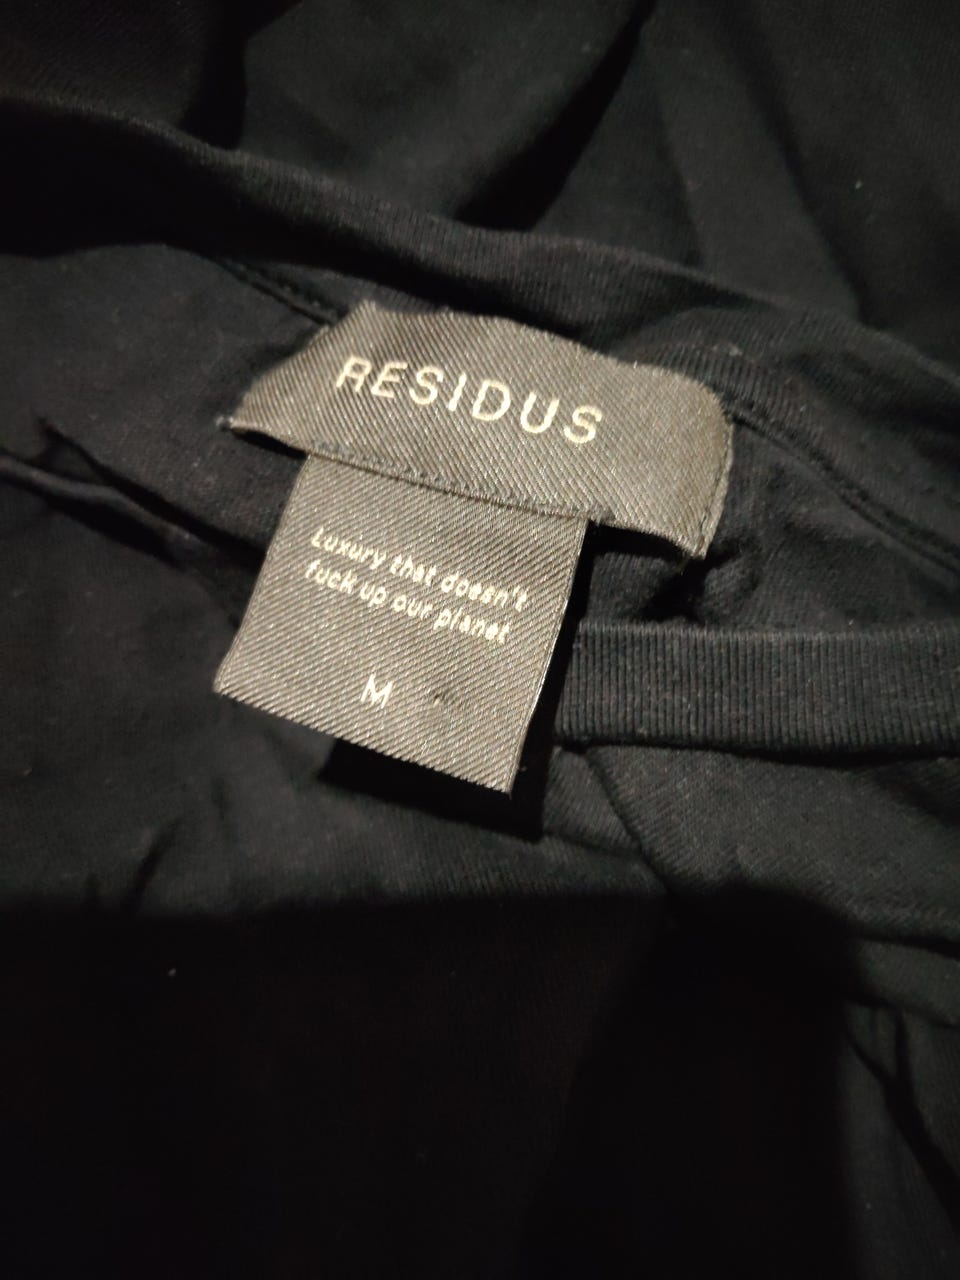 RESIDUS
Luxury that doesn't
fuck up our planet
M